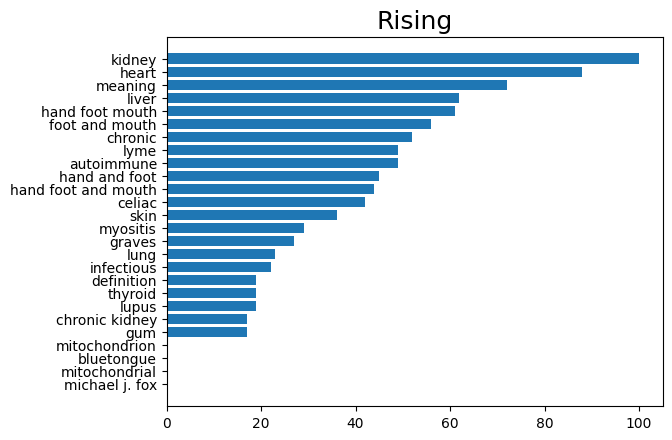 Rising
kidney
heart
meaning
liver
hand foot mouth
foot and mouth
chronic
lyme
autoimmune
hand and foot
hand foot and mouth
celiac
skin
myositis
graves
lung
infectious
definition
thyroid
lupus
chronic kidney
gum
mitochondrion
bluetongue
mitochondrial
michael j. fox
0 20 40 60 80 100